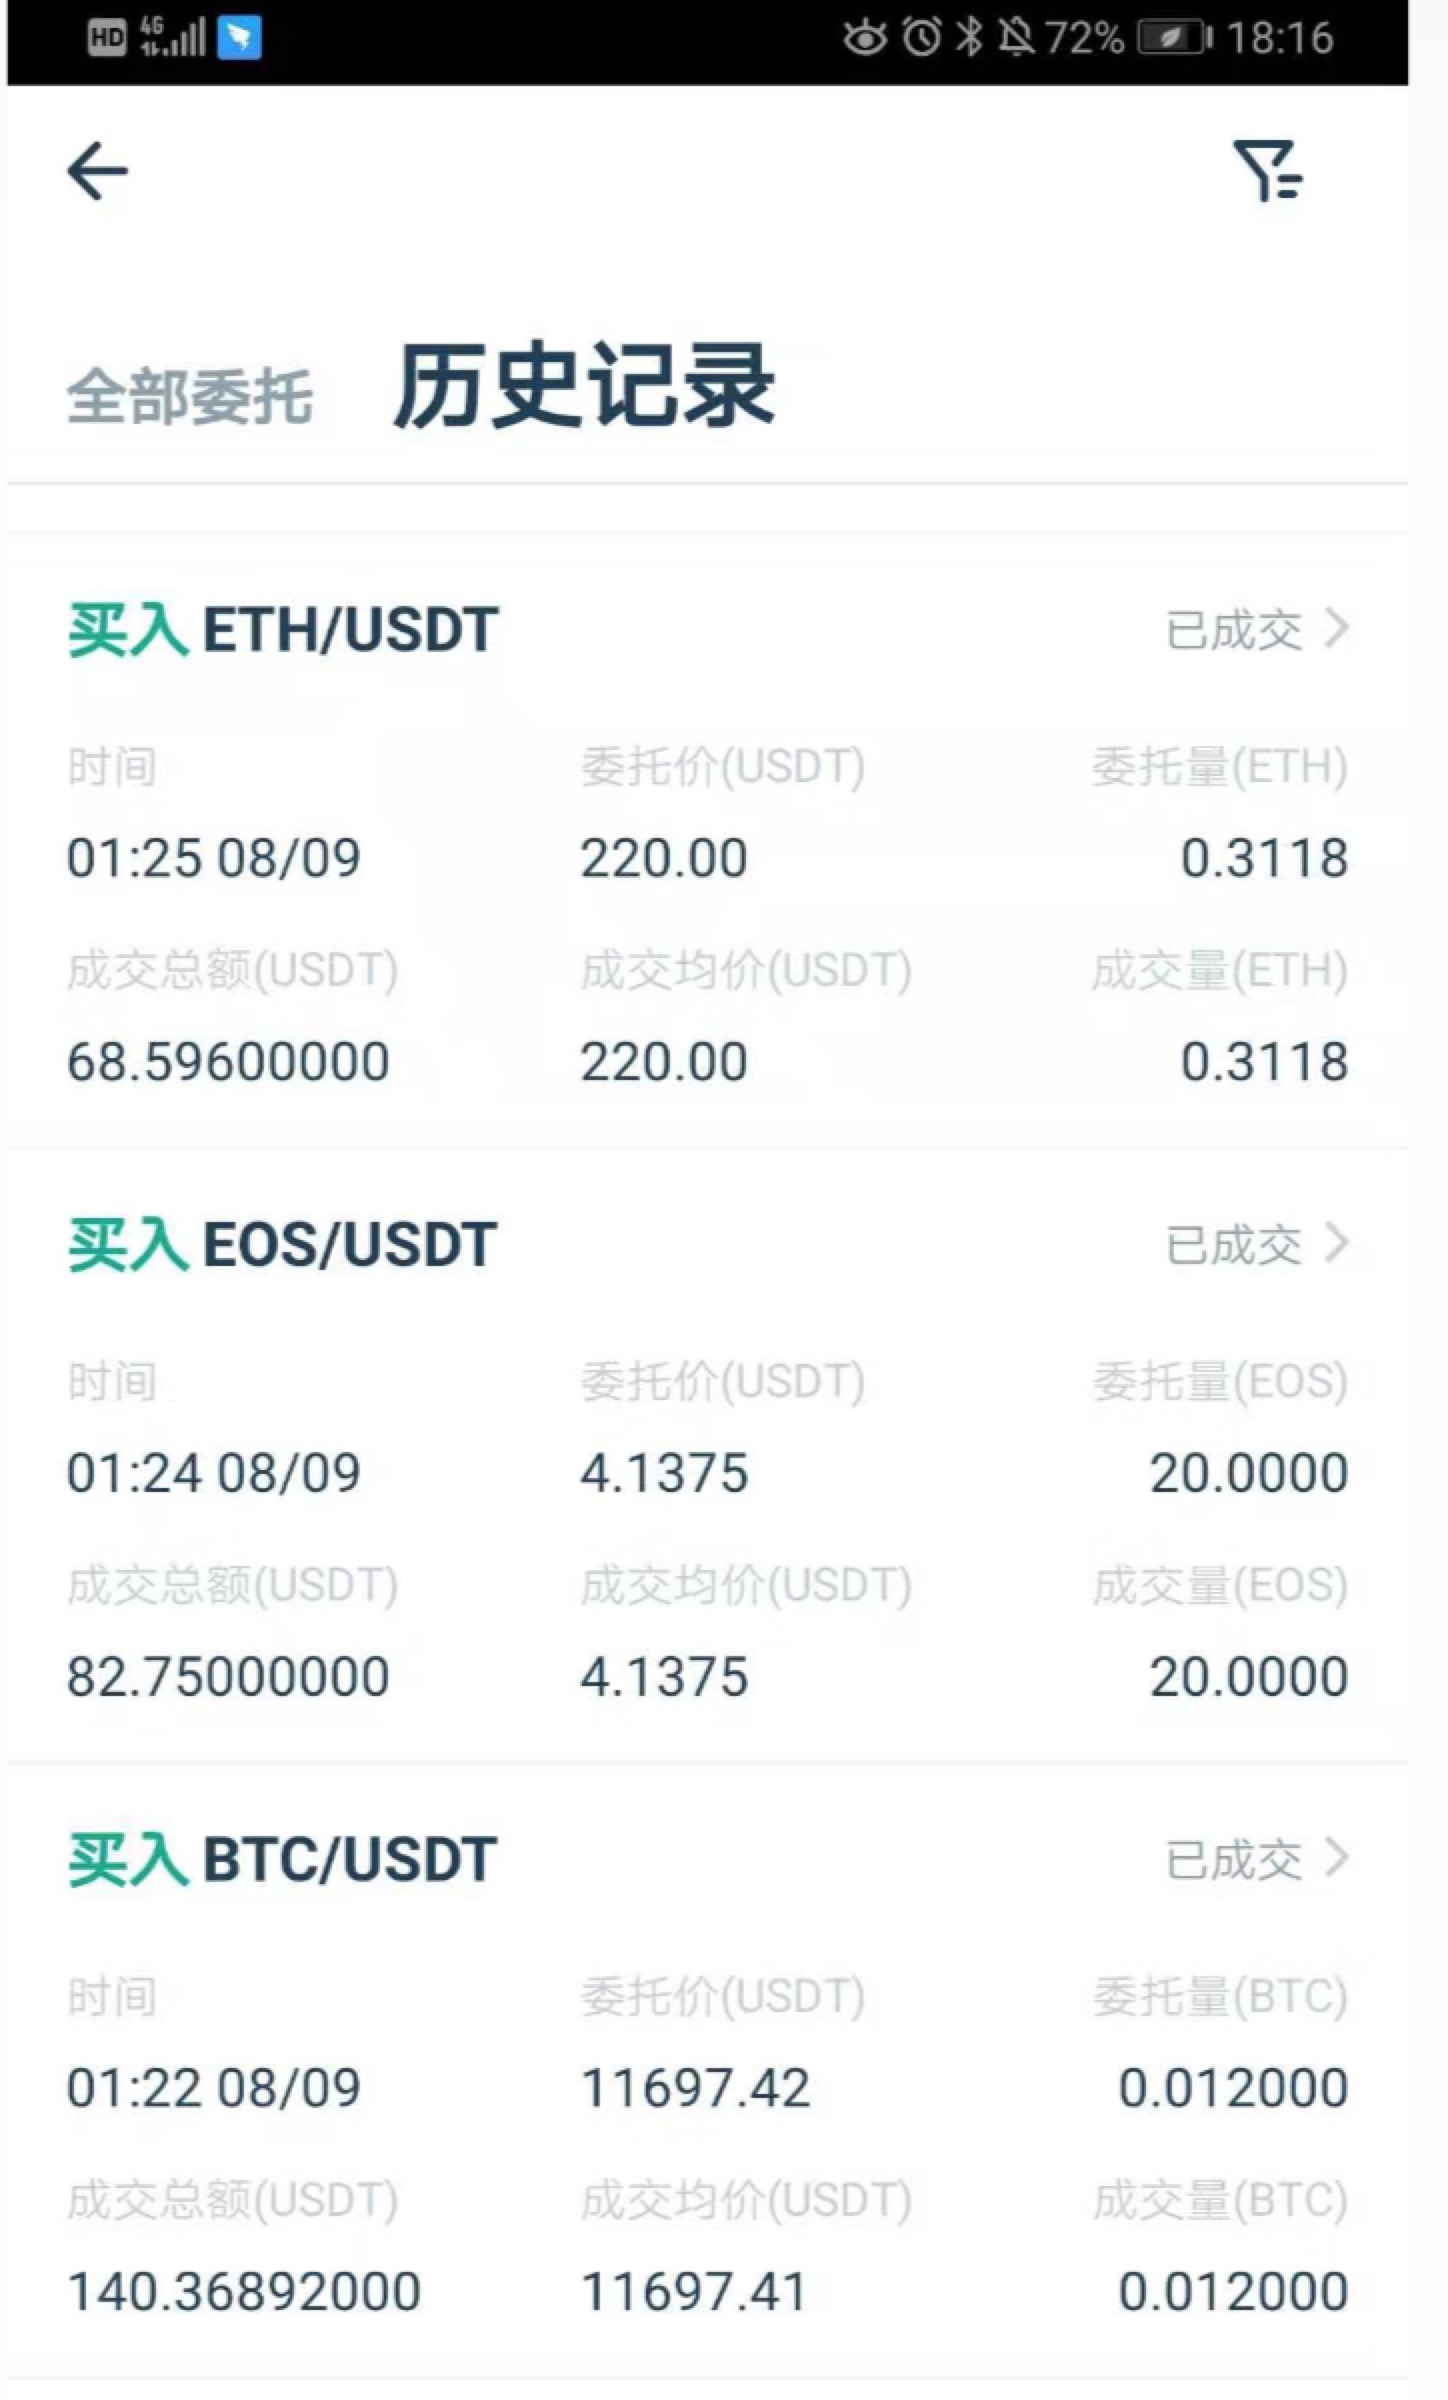 HD 4G 72% 18:16
全部委托 历史记录
买入 ETH/USDT 已成交
时间 委托价(USDT) 委托量(ETH)
01:25 08/09 220.00 0.3118
成交总额(USDT) 成交均价(USDT) 成交量(ETH)
68.59600000 220.00 0.3118
买入 EOS/USDT 已成交
时间 委托价(USDT) 委托量(EOS)
01:24 08/09 4.1375 20.0000
成交总额(USDT) 成交均价(USDT) 成交量(EOS)
82.75000000 4.1375 20.0000
买入 BTC/USDT 已成交
时间 委托价(USDT) 委托量(BTC)
01:22 08/09 11697.42 0.012000
成交总额(USDT) 成交均价(USDT) 成交量(BTC)
140.36892000 11697.41 0.012000